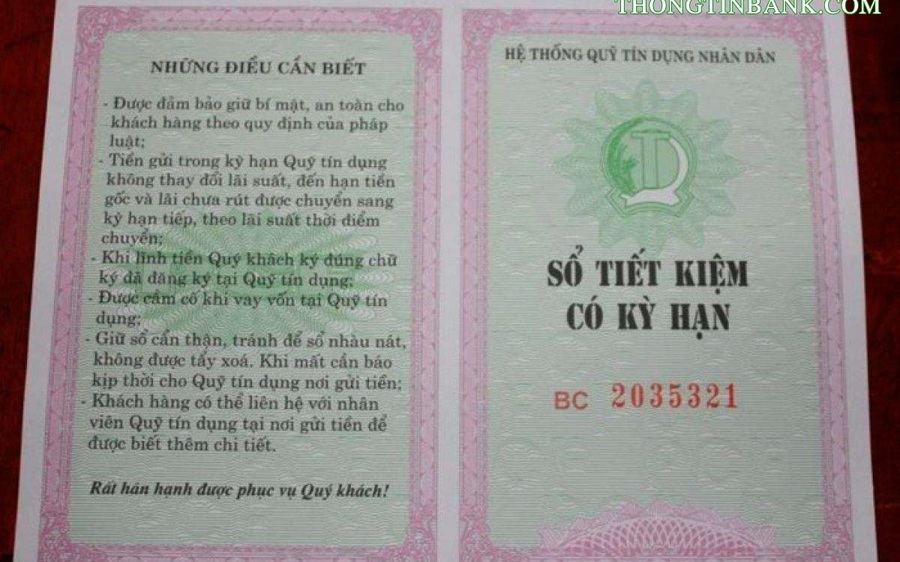 THONGTINBANK.COM
NHỮNG ĐIỀU CẦN BIẾT
- Được đảm bảo giữ bí mật, an toàn cho
khách hàng theo quy định của pháp
luật;
- Tiền gửi trong kỳ hạn Quỹ tín dụng
không thay đổi lãi suất, đến hạn tiền
gốc và lãi chưa rút được chuyển sang
kỳ hạn tiếp, theo lãi suất thời điểm
chuyển;
- Khi lĩnh tiền Quý khách ký đúng chữ
ký đã đăng ký tại Quỹ tín dụng;
- Được cầm cố khi vay vốn tại Quỹ tín
dụng;
- Giữ sổ cẩn thận, tránh để sổ nhàu nát,
không được tẩy xoá. Khi mất cần báo
kịp thời cho Quỹ tín dụng nơi gửi tiền;
- Khách hàng có thể liên hệ với nhân
viên Quỹ tín dụng tại nơi gửi tiền để
được biết thêm chi tiết.
Rất hân hạnh được phục vụ Quý khách!
HỆ THỐNG QUỸ TÍN DỤNG NHÂN DÂN
SỔ TIẾT KIỆM
CÓ KỲ HẠN
BC 2035321